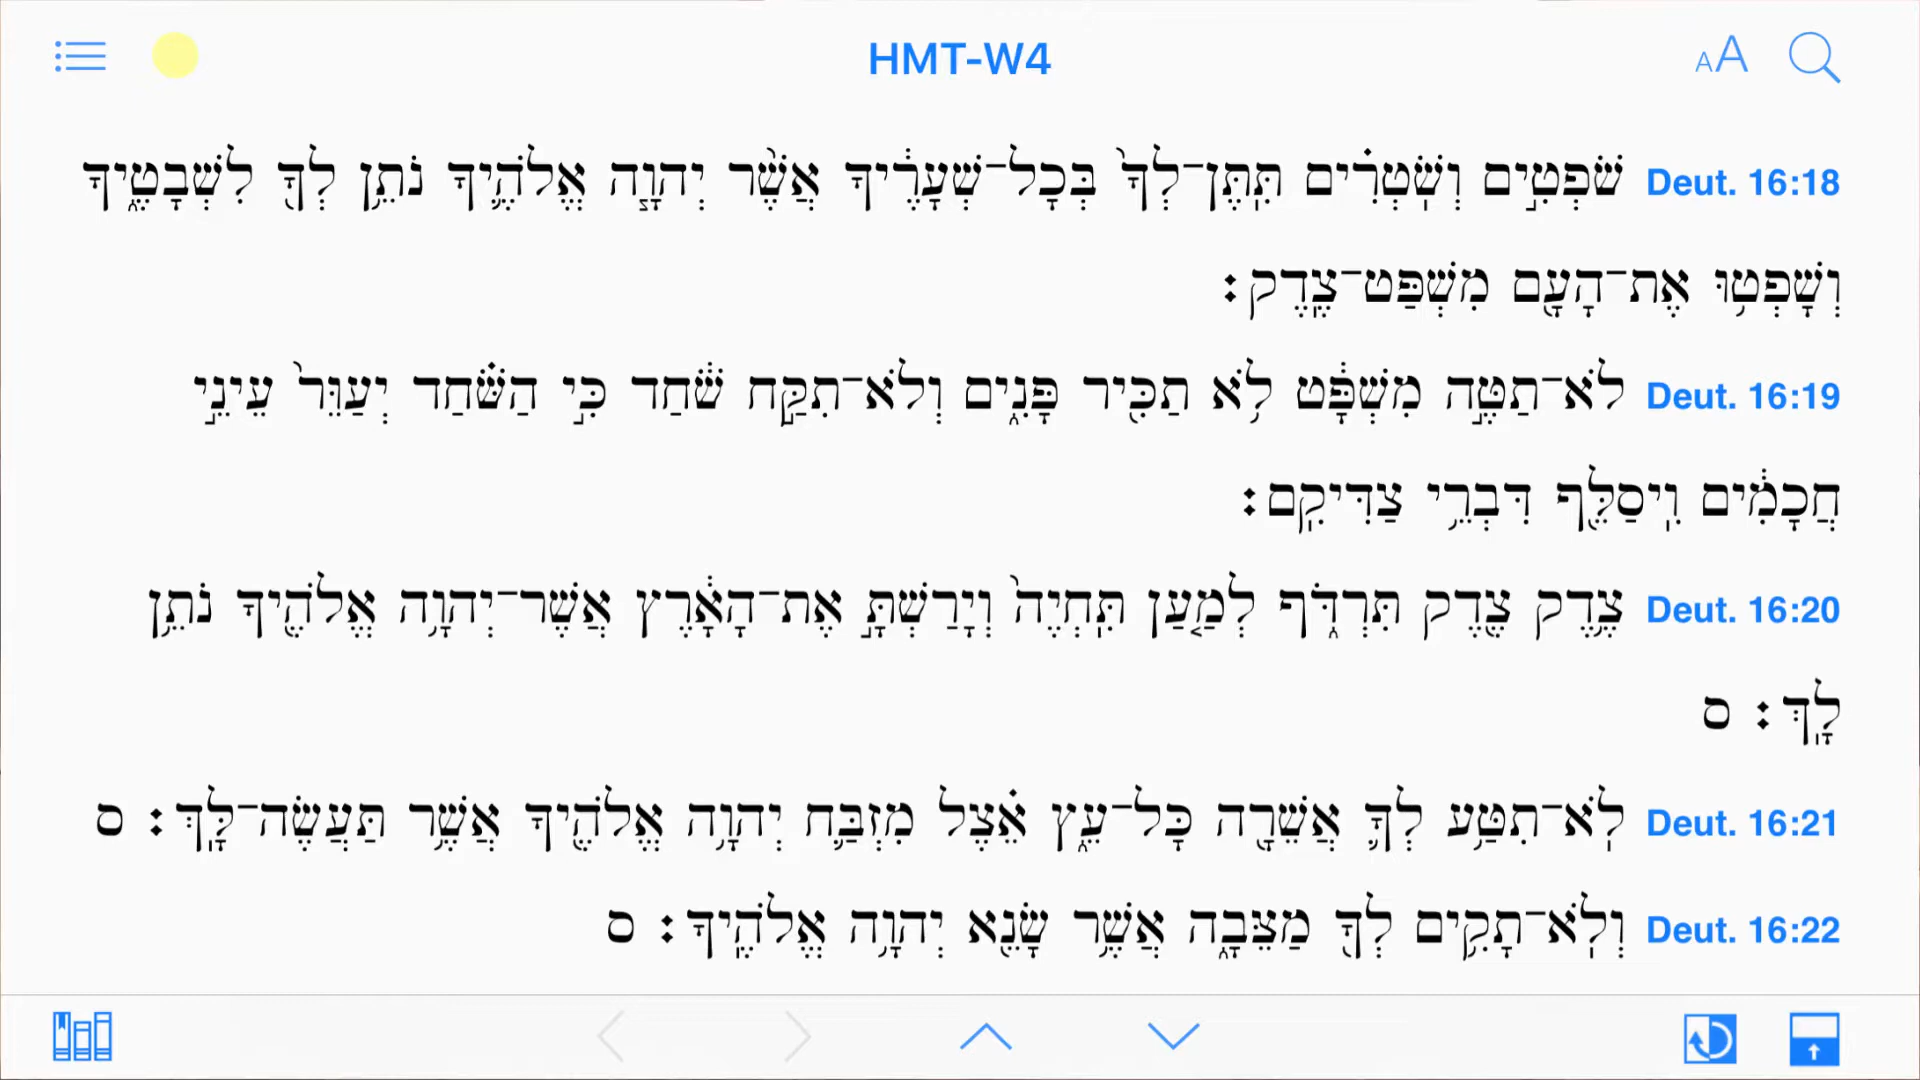 HMT-W4
AA
Deut. 16:18 שֹׁפְטִ֣ים וְשֹֽׁטְרִ֗ים תִּֽתֶּן־לְךָ֙ בְּכָל־שְׁעָרֶ֔יךָ אֲשֶׁ֨ר יְהוָ֧ה אֱלֹהֶ֛יךָ נֹתֵ֥ן לְךָ֖ לִשְׁבָטֶ֑יךָ
וְשָׁפְט֥וּ אֶת־הָעָ֖ם מִשְׁפַּט־צֶֽדֶק׃
Deut. 16:19 לֹא־תַטֶּ֣ה מִשְׁפָּ֔ט לֹ֥א תַכִּ֖יר פָּנִ֑ים וְלֹא־תִקַּ֣ח שֹׁ֔חַד כִּ֣י הַשֹּׁ֗חַד יְעַוֵּר֙ עֵינֵ֣י
חֲכָמִ֔ים וִֽיסַלֵּ֖ף דִּבְרֵ֥י צַדִּיקִֽם׃
Deut. 16:20 צֶ֥דֶק צֶ֖דֶק תִּרְדֹּ֑ף לְמַ֤עַן תִּֽחְיֶה֙ וְיָרַשְׁתָּ֣ אֶת־הָאָ֔רֶץ אֲשֶׁר־יְהוָ֥ה אֱלֹהֶ֖יךָ נֹתֵ֥ן
לָֽךְ׃ ס
Deut. 16:21 לֹֽא־תִטַּ֥ע לְךָ֛ אֲשֵׁרָ֖ה כָּל־עֵ֑ץ אֵ֗צֶל מִזְבַּ֛ח יְהוָ֥ה אֱלֹהֶ֖יךָ אֲשֶׁ֥ר תַּעֲשֶׂה־לָּֽךְ׃ ס
Deut. 16:22 וְלֹֽא־תָקִ֥ים לְךָ֖ מַצֵּבָ֑ה אֲשֶׁ֥ר שָׂנֵ֖א יְהוָ֥ה אֱלֹהֶֽיךָ׃ ס